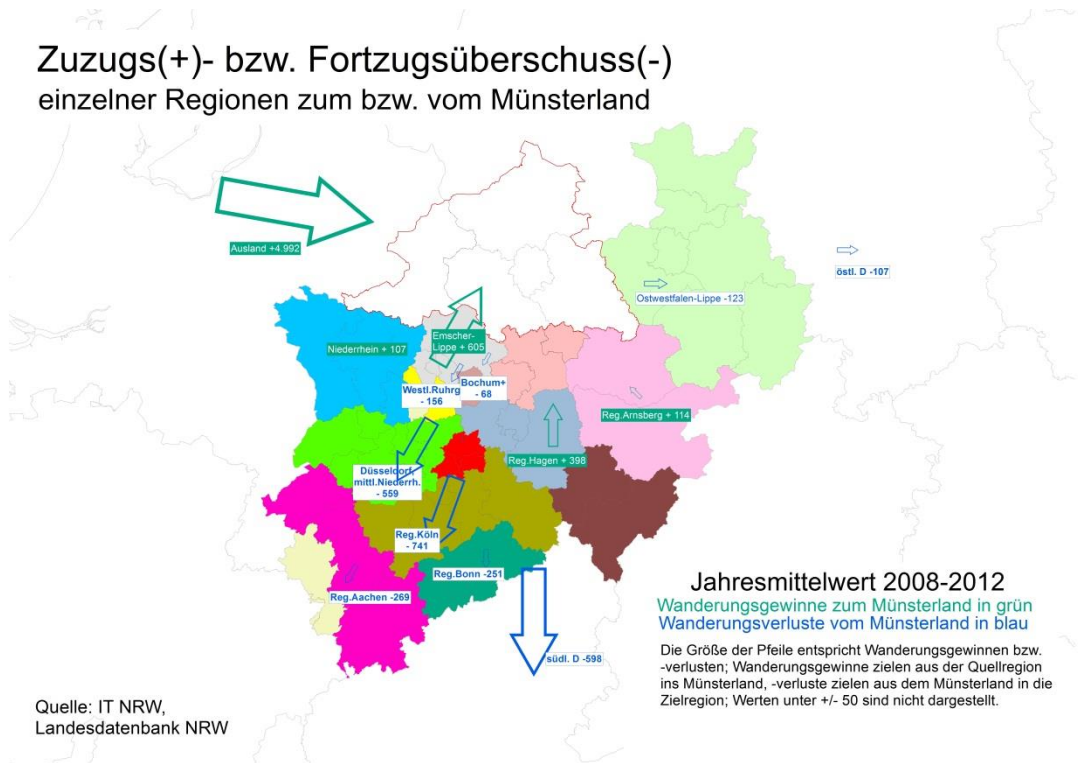 Zuzugs(+)- bzw. Fortzugsüberschuss(-)
einzelner Regionen zum bzw. vom Münsterland
Ausland +4.992
östl. D -107
Ostwestfalen-Lippe -123
Emscher-
Lippe + 605
Niederrhein + 107
Westl.Ruhrg
- 156
Bochum+
- 68
Reg.Arnsberg + 114
Reg.Hagen + 398
Düsseldorf,
mittl.Niederrh.
- 559
Reg.Köln
- 741
Reg.Bonn -251
Reg.Aachen -269
südl. D -598
Jahresmittelwert 2008-2012
Wanderungsgewinne zum Münsterland in grün
Wanderungsverluste vom Münsterland in blau
Die Größe der Pfeile entspricht Wanderungsgewinnen bzw.
-verlusten; Wanderungsgewinne zielen aus der Quellregion
ins Münsterland, -verluste zielen aus dem Münsterland in die
Zielregion; Werten unter +/- 50 sind nicht dargestellt.
Quelle: IT NRW,
Landesdatenbank NRW